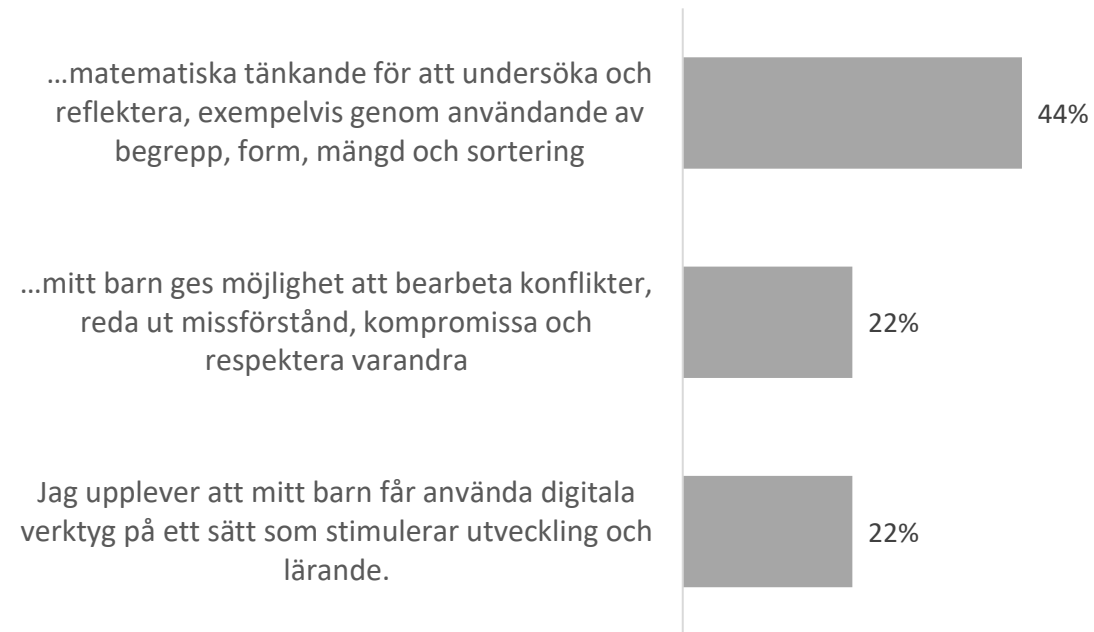 ...matematiska tänkande för att undersöka och
reflektera, exempelvis genom användande av
begrepp, form, mängd och sortering
44%
...mitt barn ges möjlighet att bearbeta konflikter,
reda ut missförstånd, kompromissa och
respektera varandra
22%
Jag upplever att mitt barn får använda digitala
verktyg på ett sätt som stimulerar utveckling och
lärande.
22%